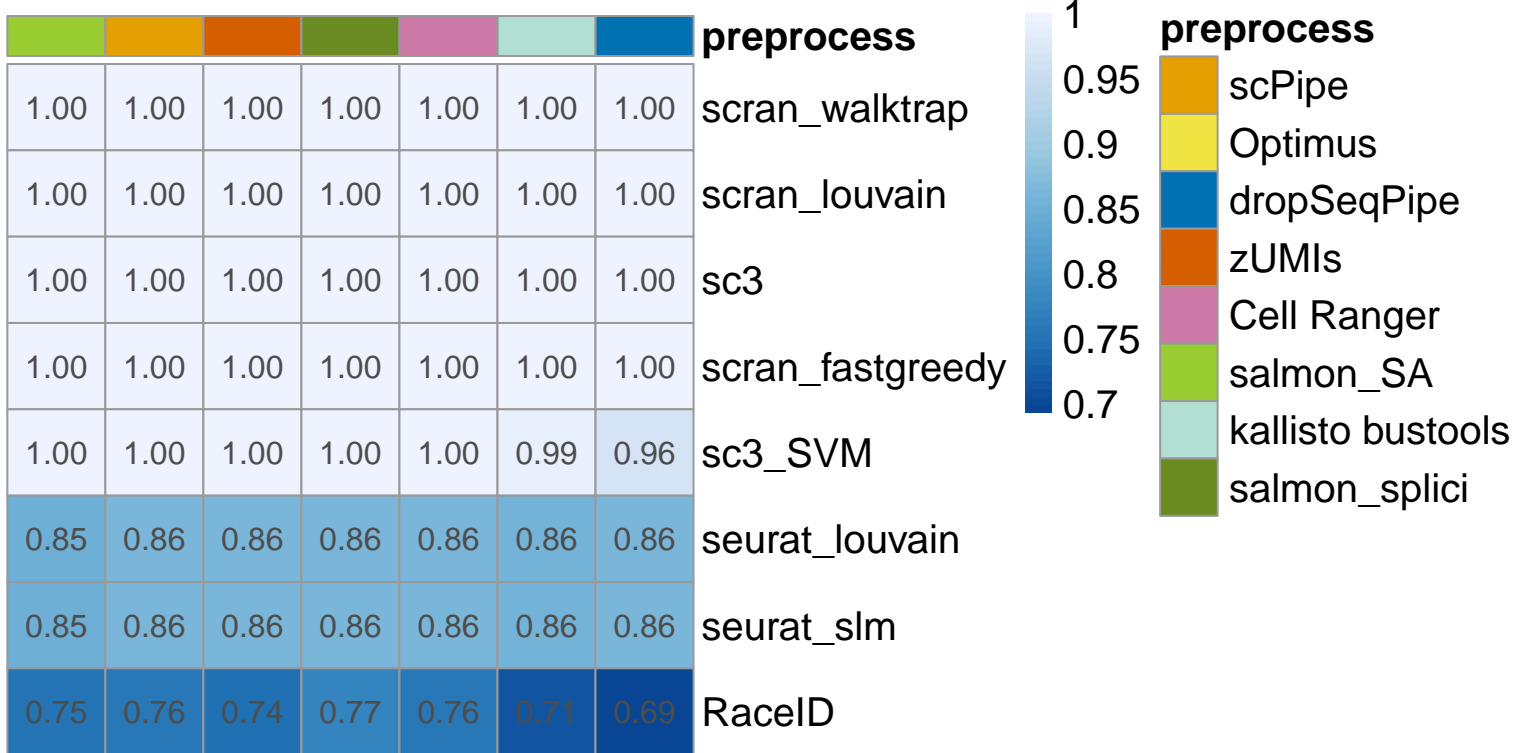 preprocess
1.00 1.00 1.00 1.00 1.00 1.00 1.00 scran_walktrap
1.00 1.00 1.00 1.00 1.00 1.00 1.00 scran_louvain
1.00 1.00 1.00 1.00 1.00 1.00 1.00 sc3
1.00 1.00 1.00 1.00 1.00 1.00 1.00 scran_fastgreedy
1.00 1.00 1.00 1.00 1.00 0.99 0.96 sc3_SVM
0.85 0.86 0.86 0.86 0.86 0.86 0.86 seurat_louvain
0.85 0.86 0.86 0.86 0.86 0.86 0.86 seurat_slm
0.75 0.76 0.74 0.77 0.76 0.71 0.69 RaceID
1
0.95
0.9
0.85
0.8
0.75
0.7
preprocess
scPipe
Optimus
dropSeqPipe
zUMIs
Cell Ranger
salmon_SA
kallisto bustools
salmon_splici